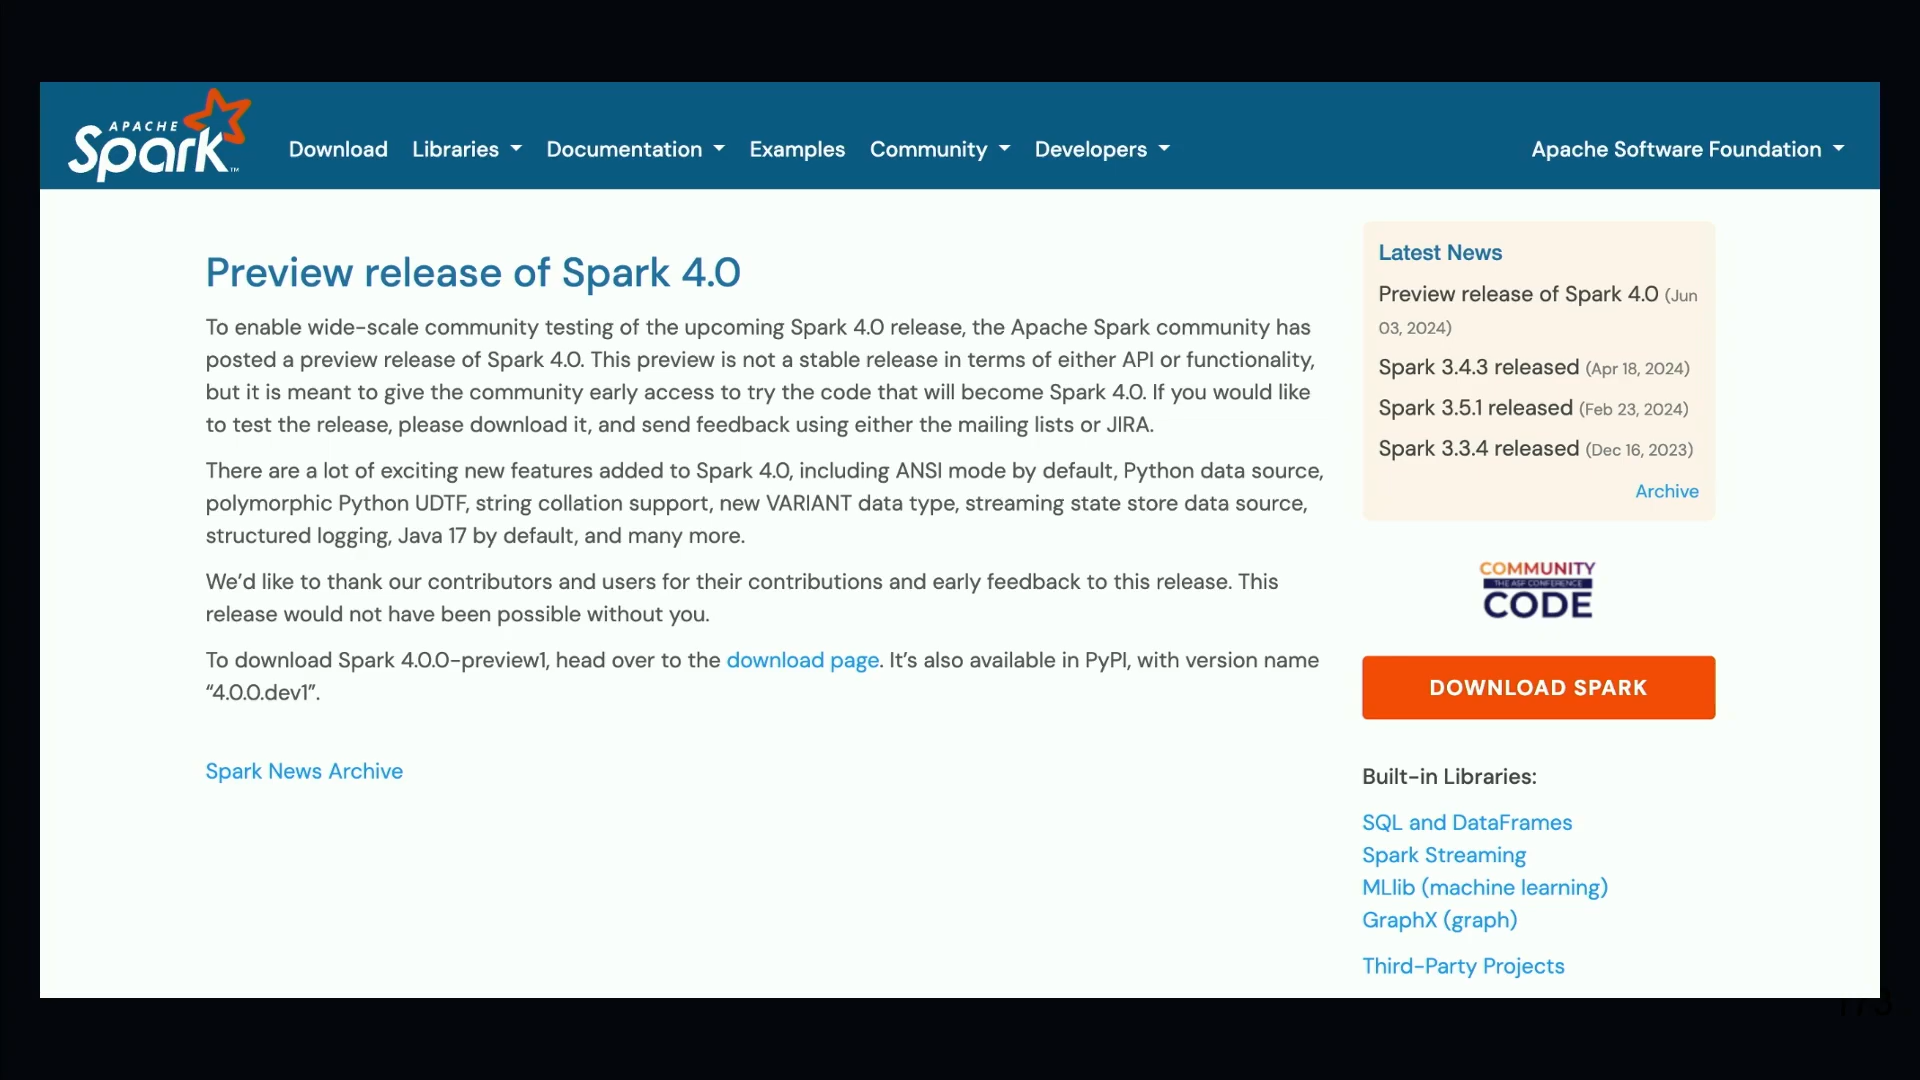 APACHE
Spark™
Download Libraries Documentation Examples Community Developers Apache Software Foundation
Preview release of Spark 4.0
To enable wide-scale community testing of the upcoming Spark 4.0 release, the Apache Spark community has
posted a preview release of Spark 4.0. This preview is not a stable release in terms of either API or functionality,
but it is meant to give the community early access to try the code that will become Spark 4.0. If you would like
to test the release, please download it, and send feedback using either the mailing lists or JIRA.
There are a lot of exciting new features added to Spark 4.0, including ANSI mode by default, Python data source,
polymorphic Python UDTF, string collation support, new VARIANT data type, streaming state store data source,
structured logging, Java 17 by default, and many more.
We’d like to thank our contributors and users for their contributions and early feedback to this release. This
release would not have been possible without you.
To download Spark 4.0.0-preview1, head over to the download page. It’s also available in PyPI, with version name
“4.0.0.dev1”.
Spark News Archive
Latest News
Preview release of Spark 4.0 (Jun
03, 2024)
Spark 3.4.3 released (Apr 18, 2024)
Spark 3.5.1 released (Feb 23, 2024)
Spark 3.3.4 released (Dec 16, 2023)
Archive
COMMUNITY
THE ASF CONFERENCE
CODE
DOWNLOAD SPARK
Built-in Libraries:
SQL and DataFrames
Spark Streaming
MLlib (machine learning)
GraphX (graph)
Third-Party Projects